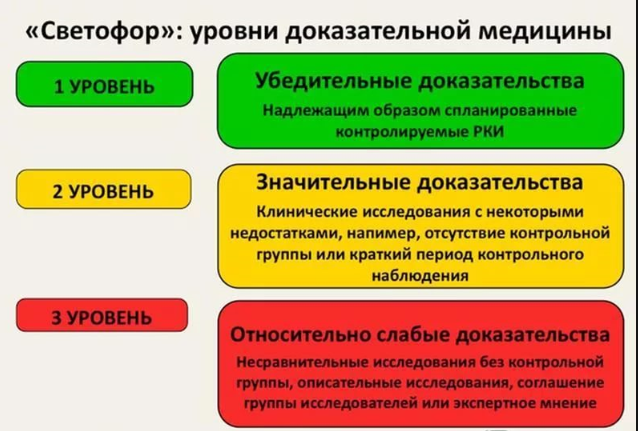 «Светофор»: уровни доказательной медицины
1 УРОВЕНЬ
Убедительные доказательства
Надлежащим образом спланированные
контролируемые РКИ
2 УРОВЕНЬ
Значительные доказательства
Клинические исследования с некоторыми
недостатками, напимер, отсутствие контрольной
группы или краткий период контрольного
наблюдения
3 УРОВЕНЬ
Относительно слабые доказательства
Несравнительные исследования без контрольной
группы, описательные исследования, соглашение
группы исследователей или экспертное мнение